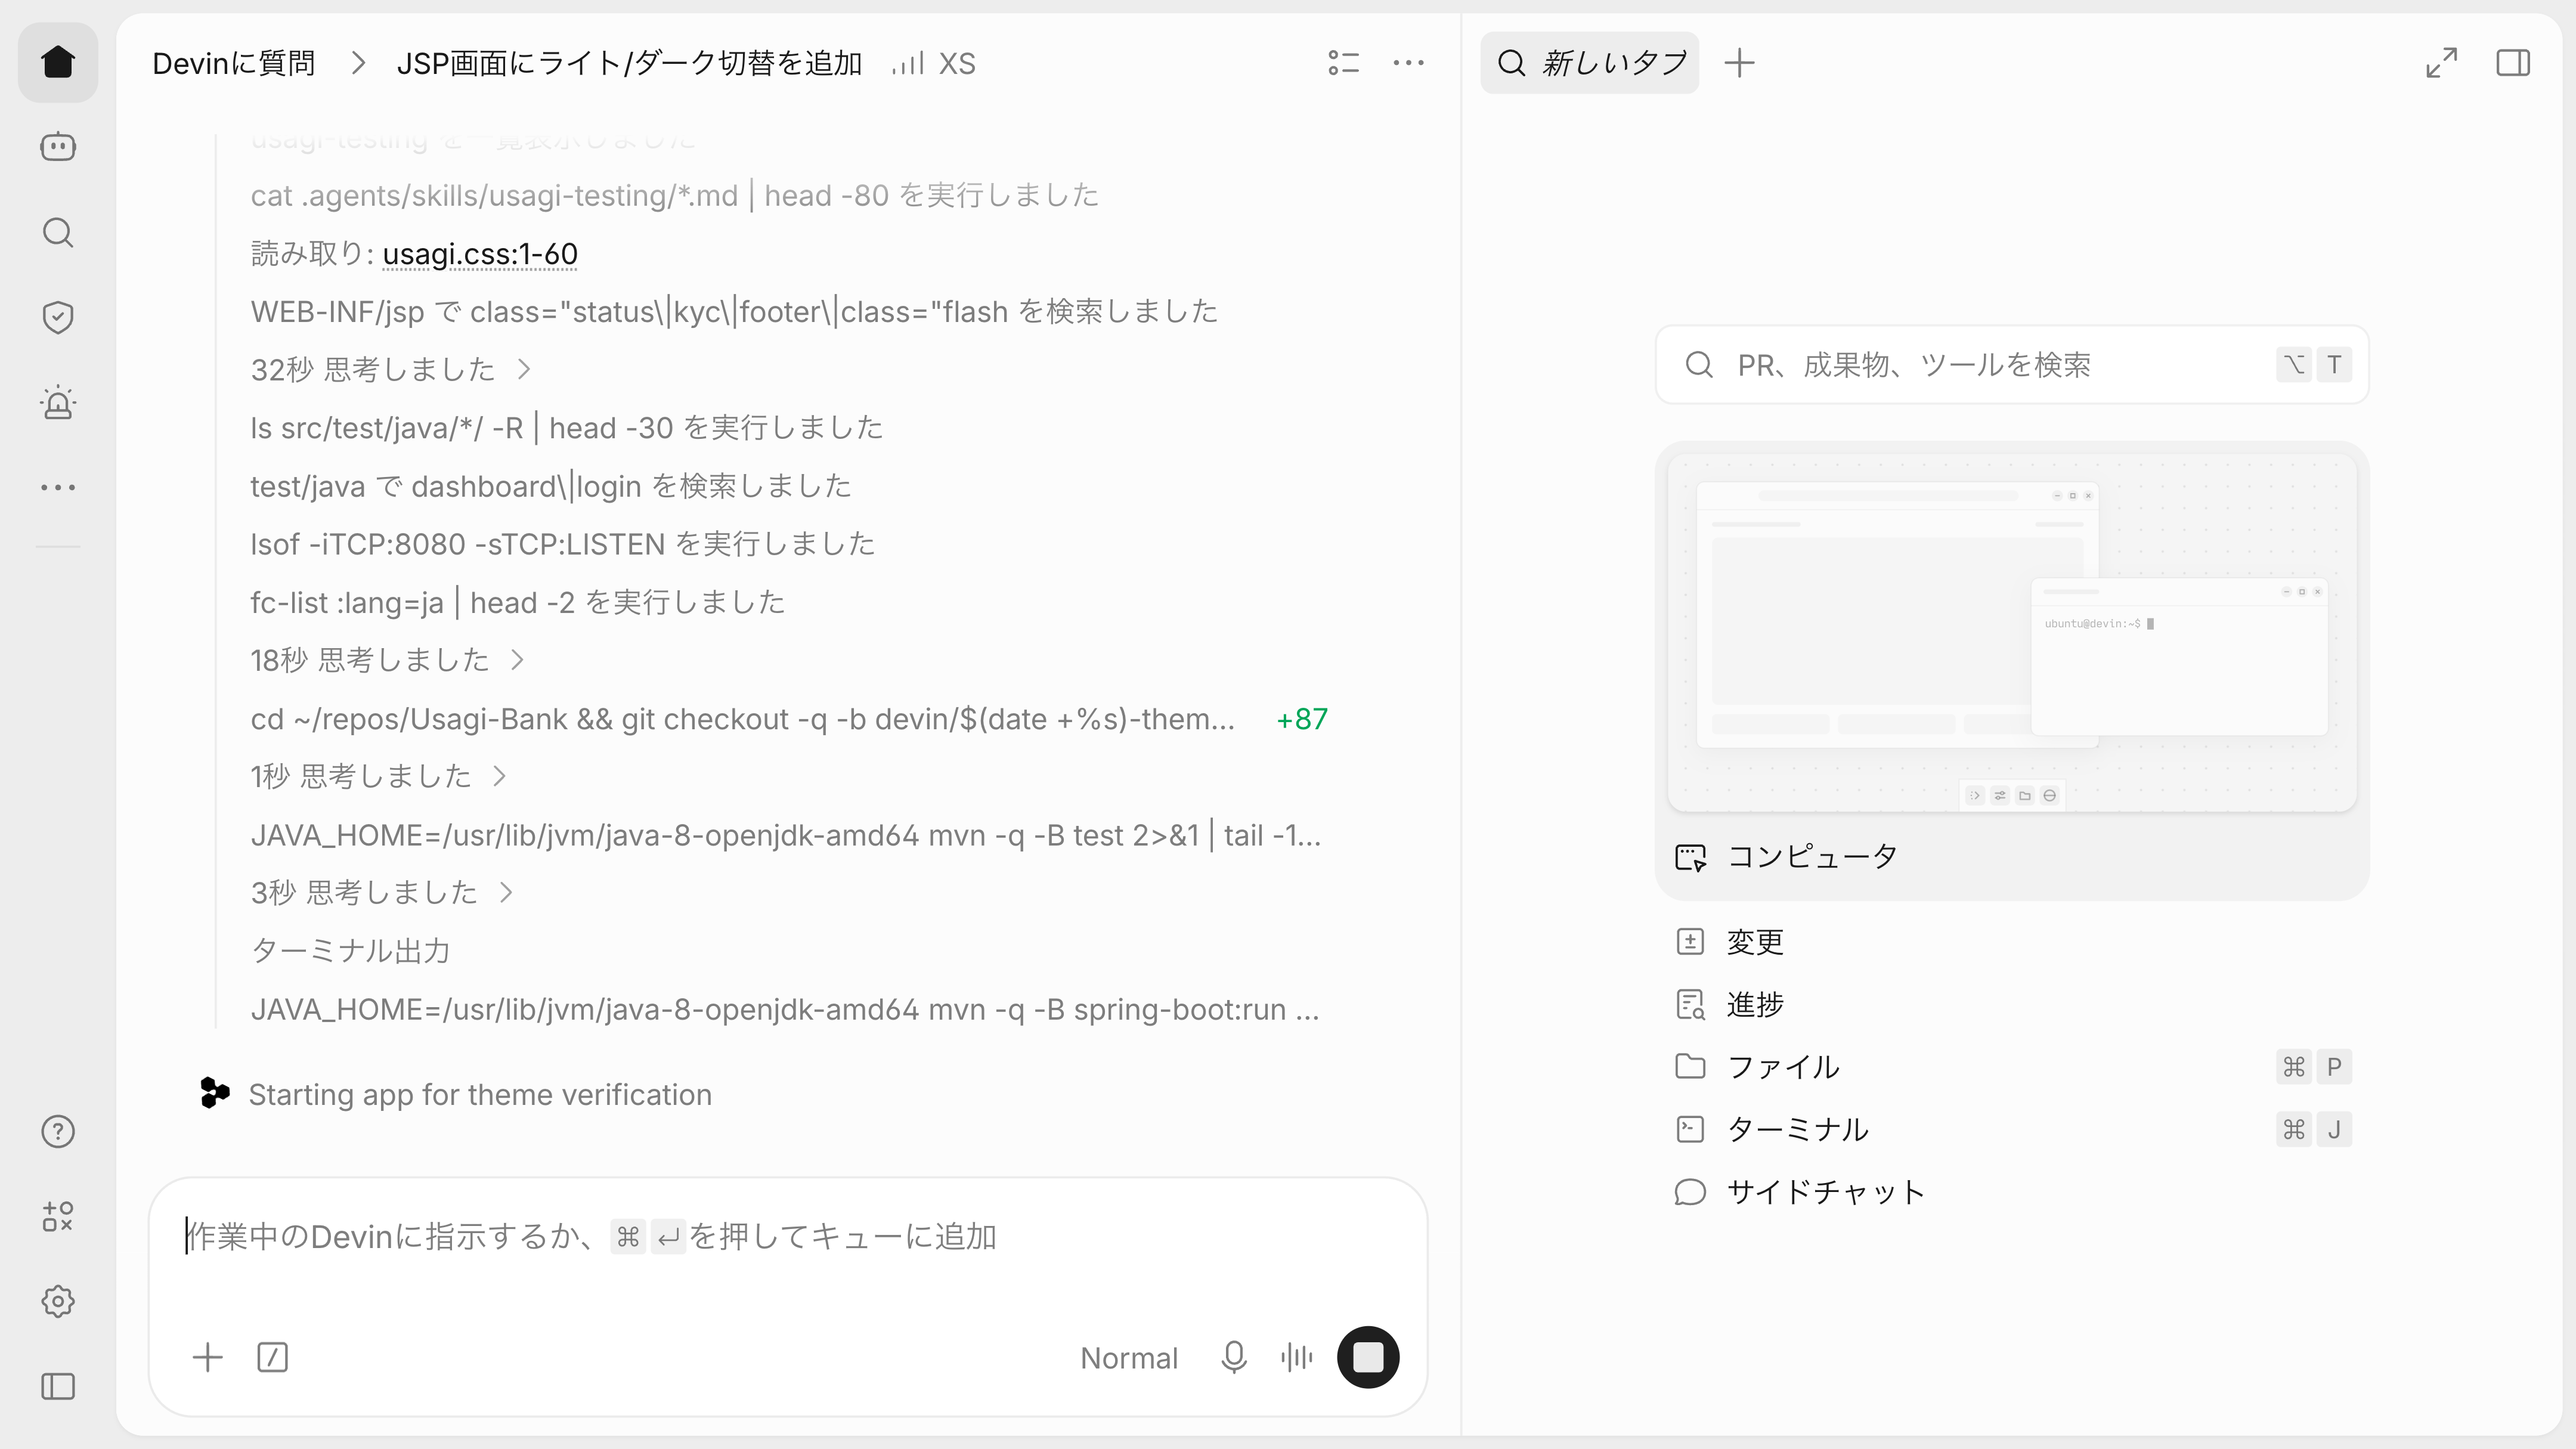 Devinに質問
JSP画面にライト/ダーク切替を追加
XS
usagi-testing を一覧表示しました
cat .agents/skills/usagi-testing/*.md | head -80 を実行しました
読み取り: usagi.css:1-60
WEB-INF/jsp で class="status\|kyc\|footer\|class="flash を検索しました
32秒 思考しました
ls src/test/java/*/ -R | head -30 を実行しました
test/java で dashboard\|login を検索しました
lsof -iTCP:8080 -sTCP:LISTEN を実行しました
fc-list :lang=ja | head -2 を実行しました
18秒 思考しました
cd ~/repos/Usagi-Bank && git checkout -q -b devin/$(date +%s)-them... +87
1秒 思考しました
JAVA_HOME=/usr/lib/jvm/java-8-openjdk-amd64 mvn -q -B test 2>&1 | tail -1...
3秒 思考しました
ターミナル出力
JAVA_HOME=/usr/lib/jvm/java-8-openjdk-amd64 mvn -q -B spring-boot:run ...
Starting app for theme verification
作業中のDevinに指示するか、⌘ ↵ を押してキューに追加
Normal
新しいタブ
PR、成果物、ツールを検索 ⌥ T
ubuntu@devin:~$
コンピュータ
変更
進捗
ファイル ⌘ P
ターミナル ⌘ J
サイドチャット